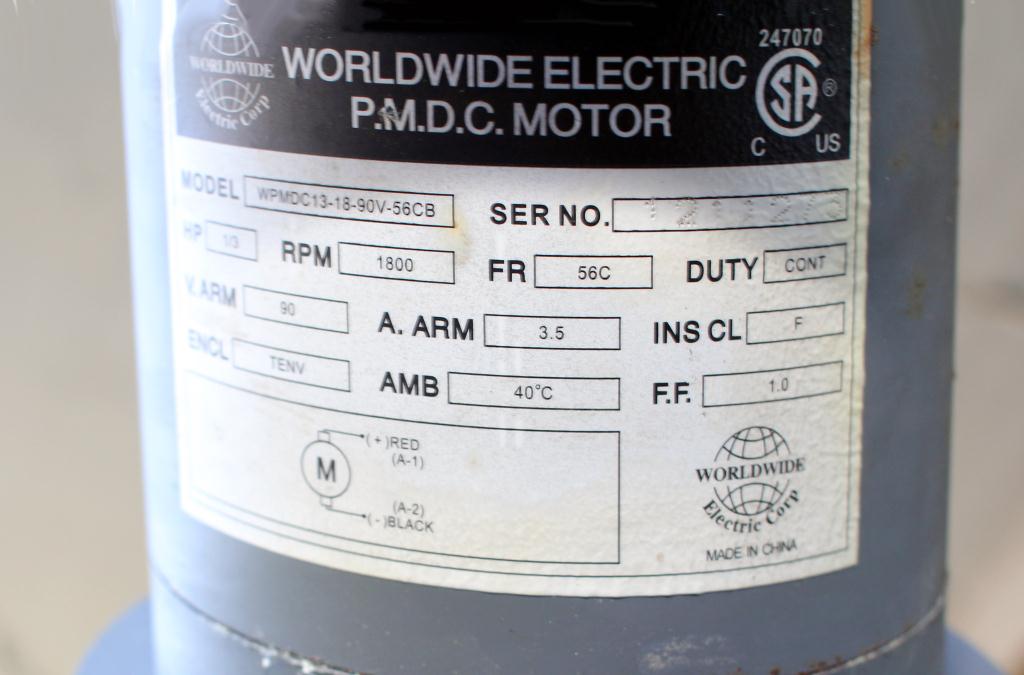 247070
WORLDWIDE
Electric Corp
WORLDWIDE ELECTRIC
P.M.D.C. MOTOR
CSA ®
C US
MODEL WPMDC13-18-90V-56CB SER NO.
HP 1/3 RPM 1800 FR 56C DUTY CONT
V. ARM 90 A. ARM 3.5 INS CL F
ENCL TENV AMB 40°C F.F. 1.0
M
(+)RED
(A-1)
(A-2)
(-)BLACK
WORLDWIDE
Electric Corp
MADE IN CHINA